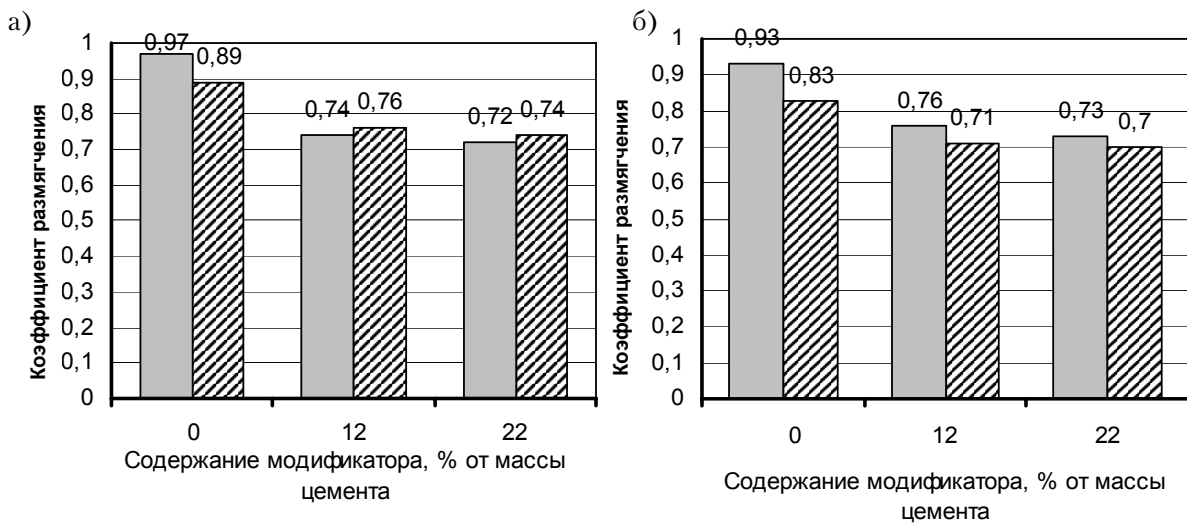 а)
0,97 0,89 0,74 0,76 0,72 0,74
1
0,9
0,8
0,7
0,6
0,5
0,4
0,3
0,2
0,1
0
Коэффициент размягчения
0 12 22
Содержание модификатора, % от массы
цемента
б)
0,93 0,83 0,76 0,71 0,73 0,7
1
0,9
0,8
0,7
0,6
0,5
0,4
0,3
0,2
0,1
0
Коэффициент размягчения
0 12 22
Содержание модификатора, % от массы
цемента